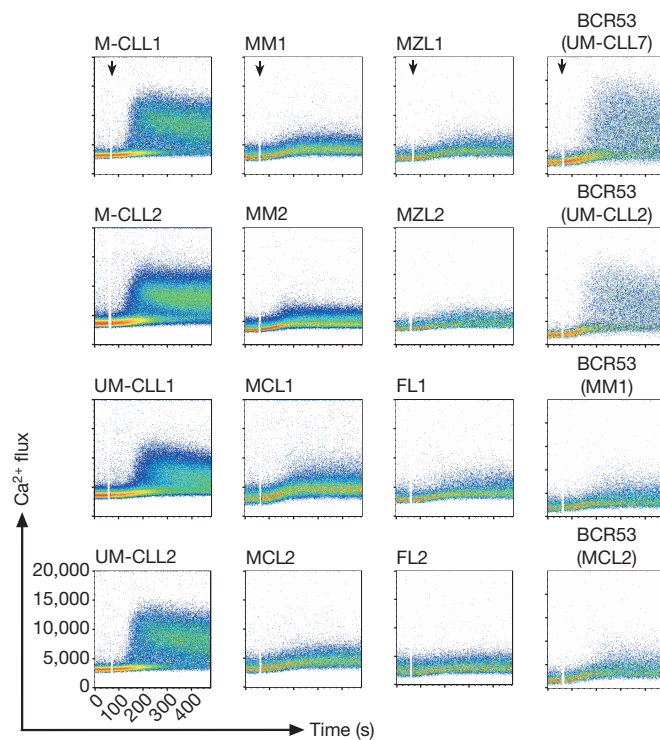 M-CLL1
MM1
MZL1
BCR53
(UM-CLL7)
M-CLL2
MM2
MZL2
BCR53
(UM-CLL2)
UM-CLL1
MCL1
FL1
BCR53
(MM1)
UM-CLL2
MCL2
FL2
BCR53
(MCL2)
Ca²⁺ flux
20,000
15,000
10,000
5,000
0
0 100 200 300 400
Time (s)